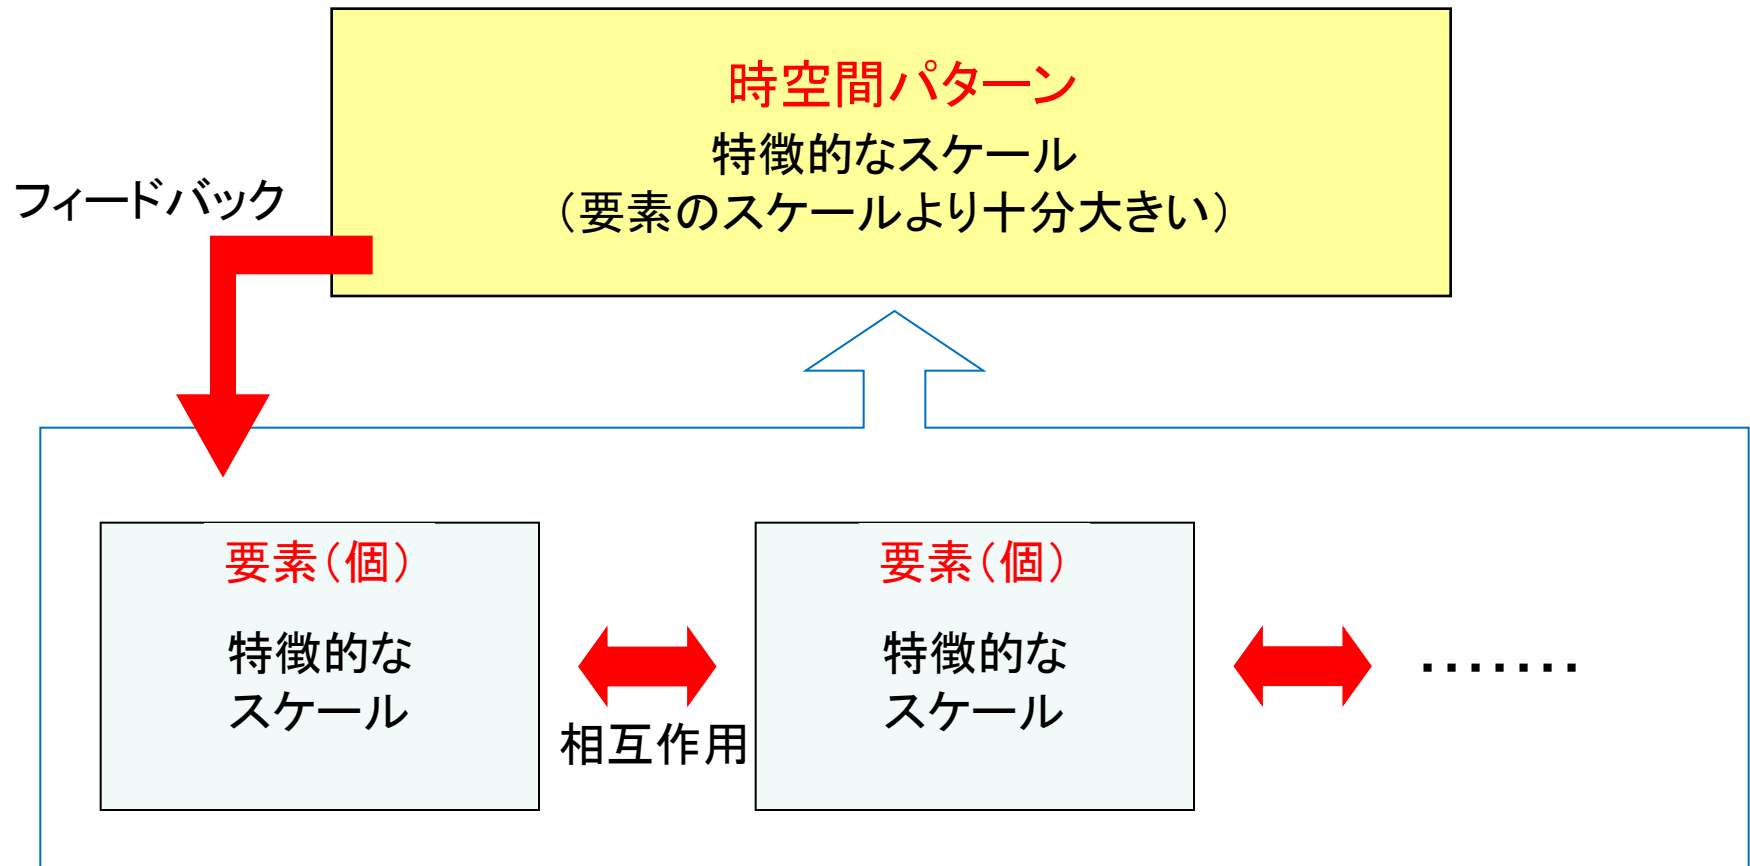 時空間パターン
特徴的なスケール
（要素のスケールより十分大きい）
フィードバック
要素（個）
特徴的な
スケール
相互作用
要素（個）
特徴的な
スケール
・・・・・・・